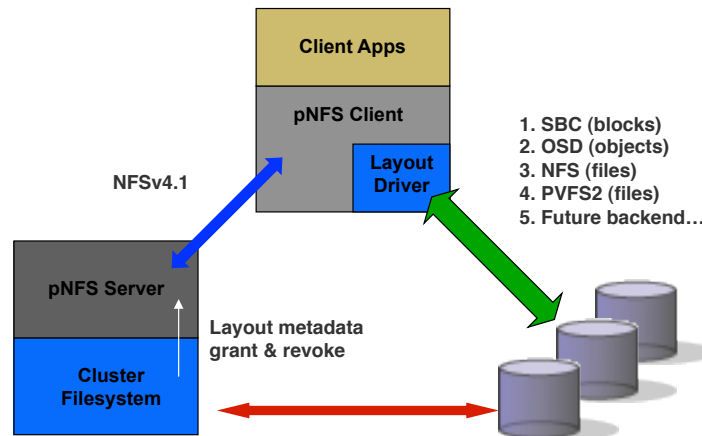 Client Apps
pNFS Client
Layout
Driver
1. SBC (blocks)
2. OSD (objects)
3. NFS (files)
4. PVFS2 (files)
5. Future backend…
NFSv4.1
pNFS Server
Layout metadata
grant & revoke
Cluster
Filesystem